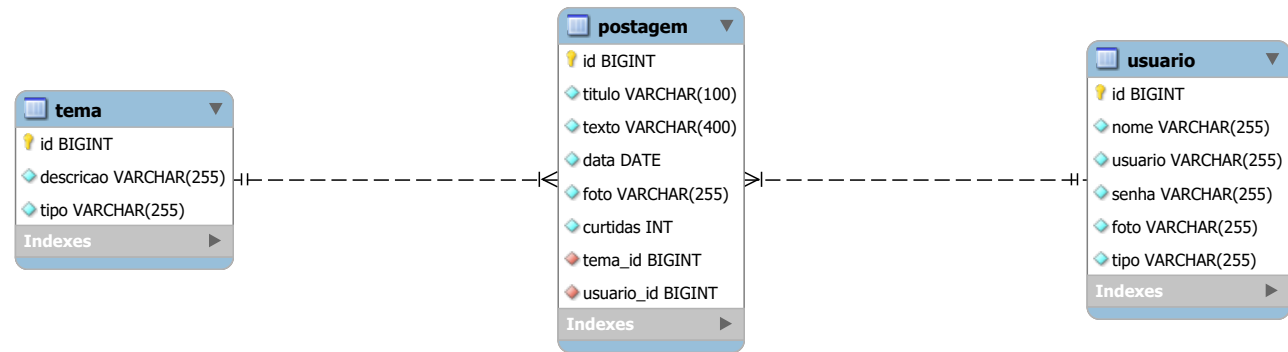 tema
id BIGINT
descricao VARCHAR(255)
tipo VARCHAR(255)
Indexes
postagem
id BIGINT
titulo VARCHAR(100)
texto VARCHAR(400)
data DATE
foto VARCHAR(255)
curtidas INT
tema_id BIGINT
usuario_id BIGINT
Indexes
usuario
id BIGINT
nome VARCHAR(255)
usuario VARCHAR(255)
senha VARCHAR(255)
foto VARCHAR(255)
tipo VARCHAR(255)
Indexes